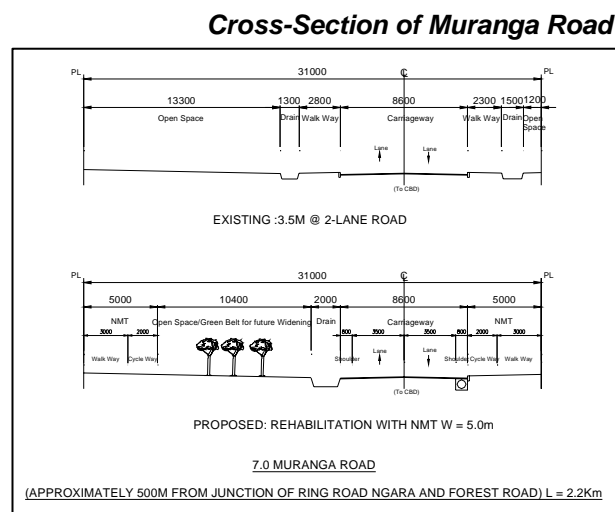 Cross-Section of Muranga Road
PL 31000 ℄ PL
13300 1300 2800 8600 2300 1500 1200
Open Space Drain Walk Way Carriageway Walk Way Drain Open Space
Lane Lane
(To CBD)
EXISTING :3.5M @ 2-LANE ROAD
PL 31000 ℄ PL
5000 10400 2000 8600 5000
NMT Open Space/Green Belt for future Widening Drain Carriageway NMT
3000 2000 800 3500 3500 800 2000 3000
Walk Way Cycle Way Shoulder Lane Lane Shoulder Cycle Way Walk Way
(To CBD)
PROPOSED: REHABILITATION WITH NMT W = 5.0m
7.0 MURANGA ROAD
(APPROXIMATELY 500M FROM JUNCTION OF RING ROAD NGARA AND FOREST ROAD) L = 2.2Km